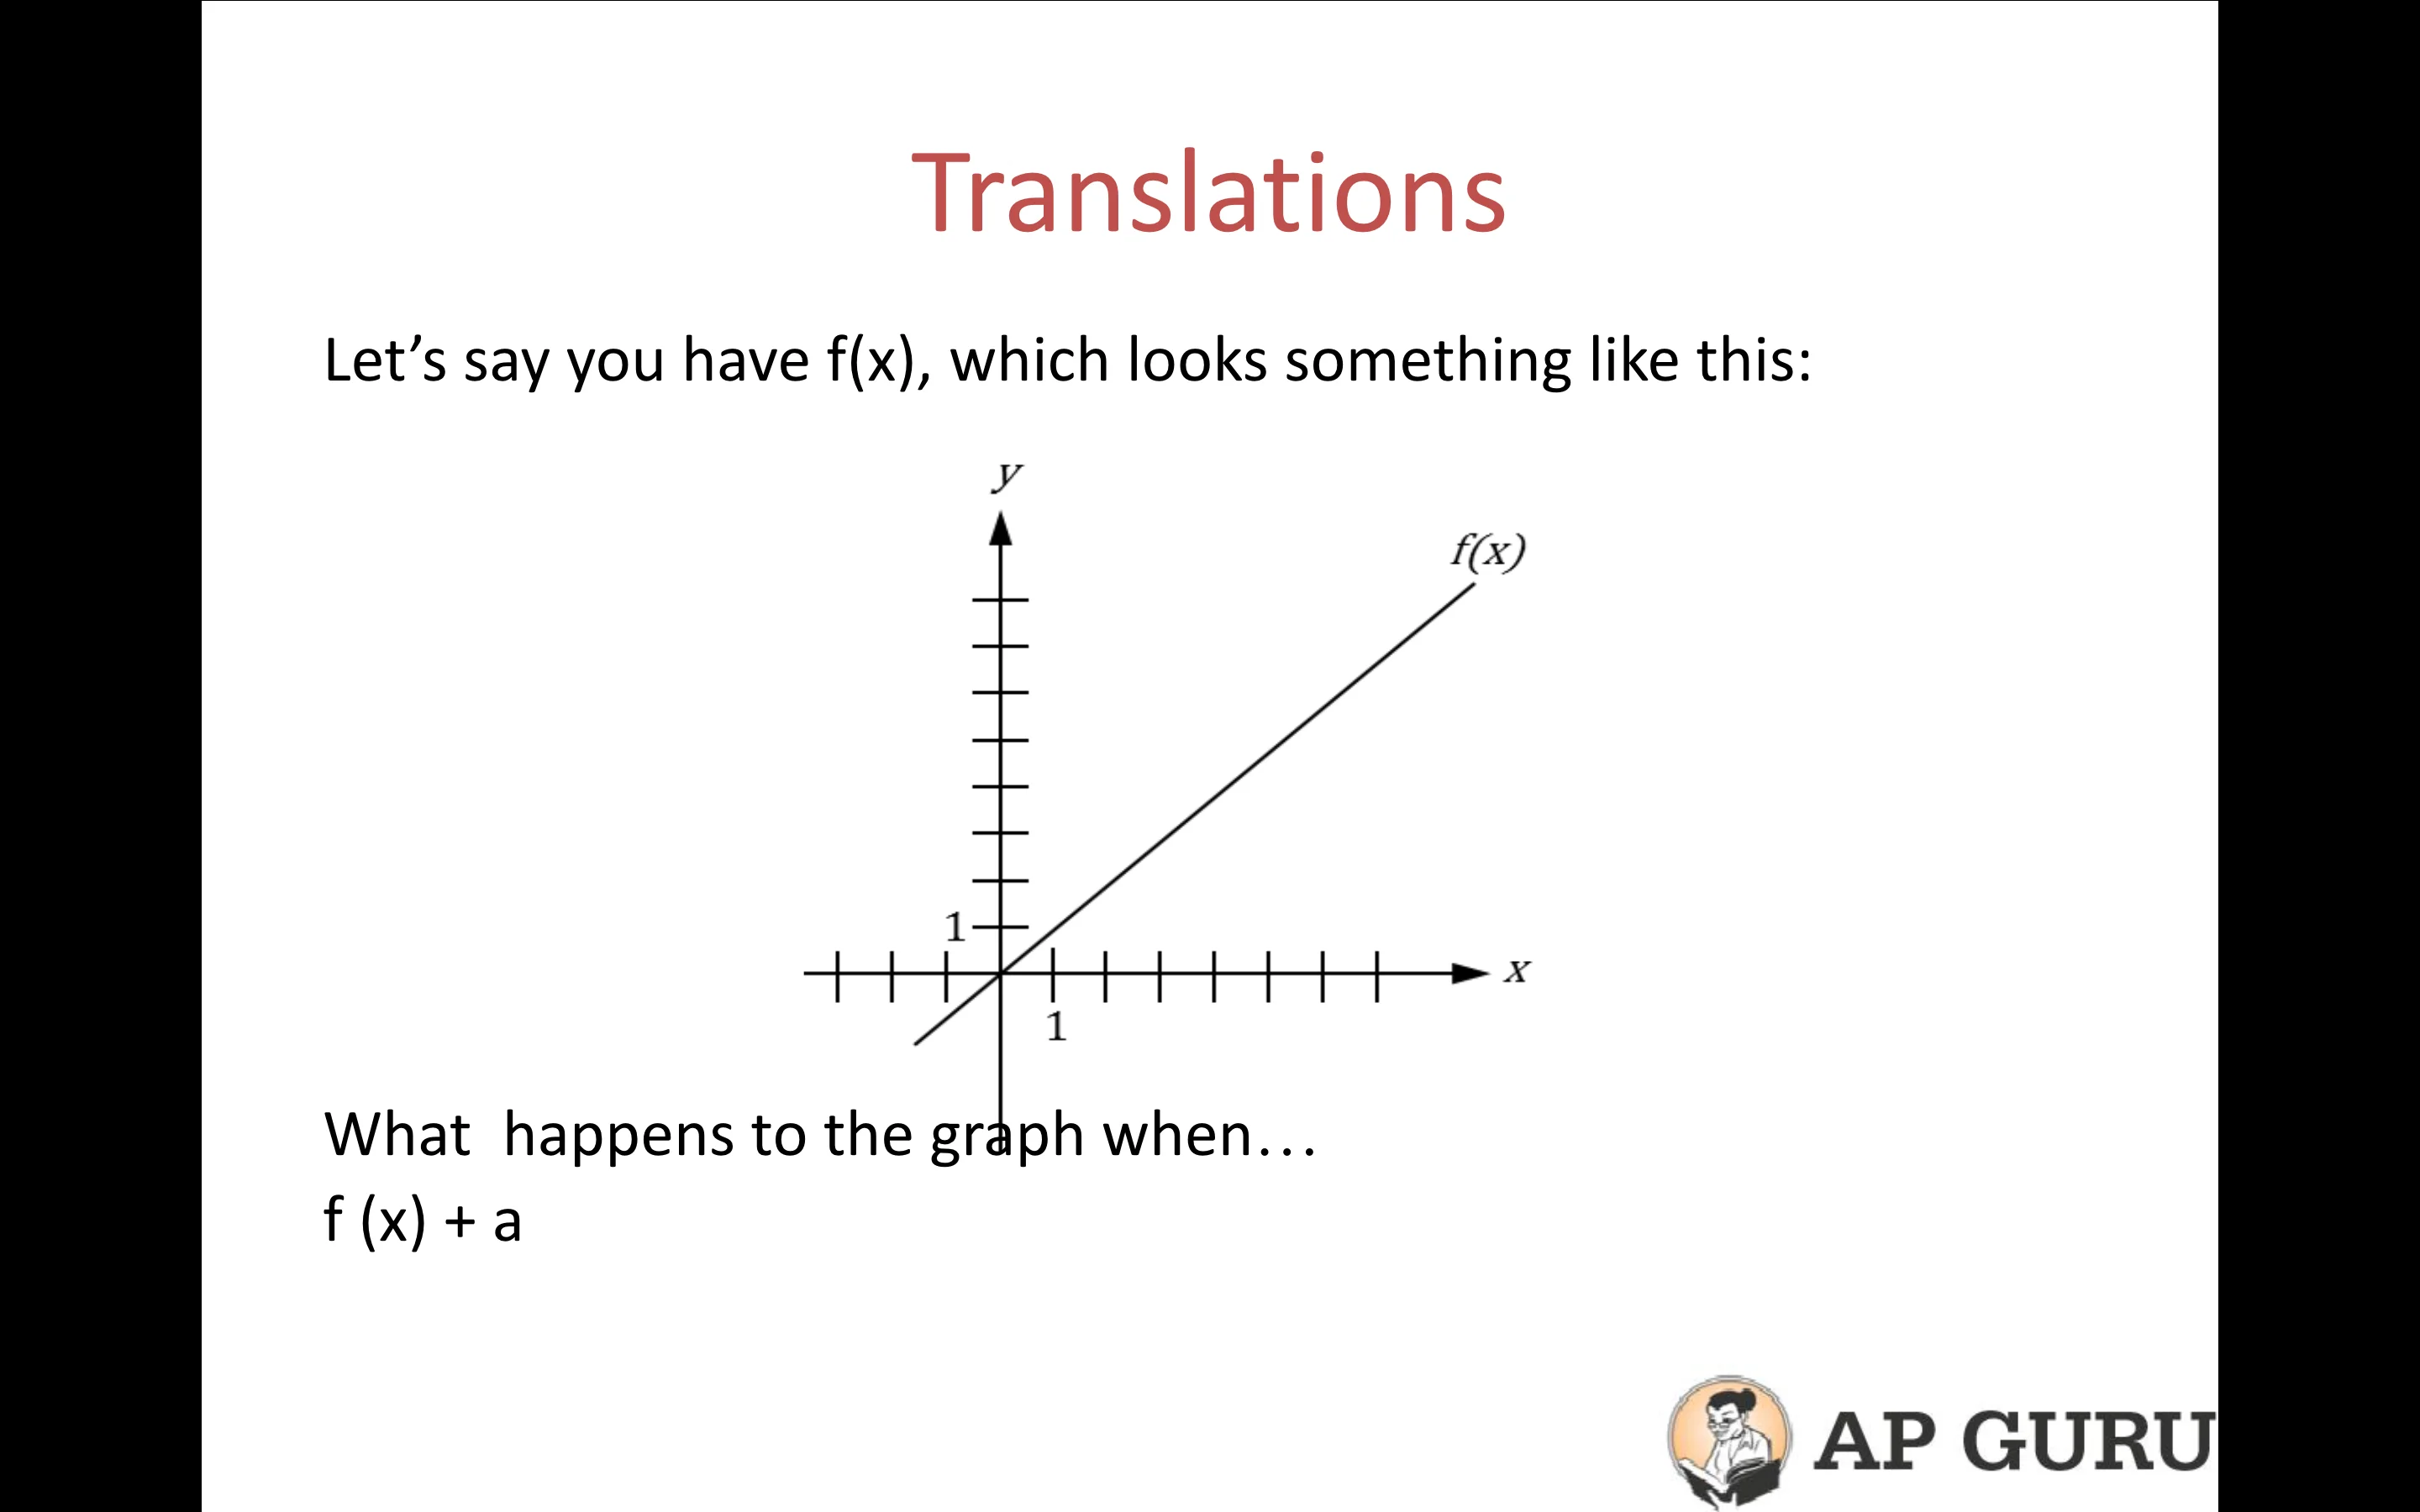 Translations
Let’s say you have f(x), which looks something like this:
y
f(x)
1
x
1
What  happens to the graph when...
f (x) + a
AP GURU